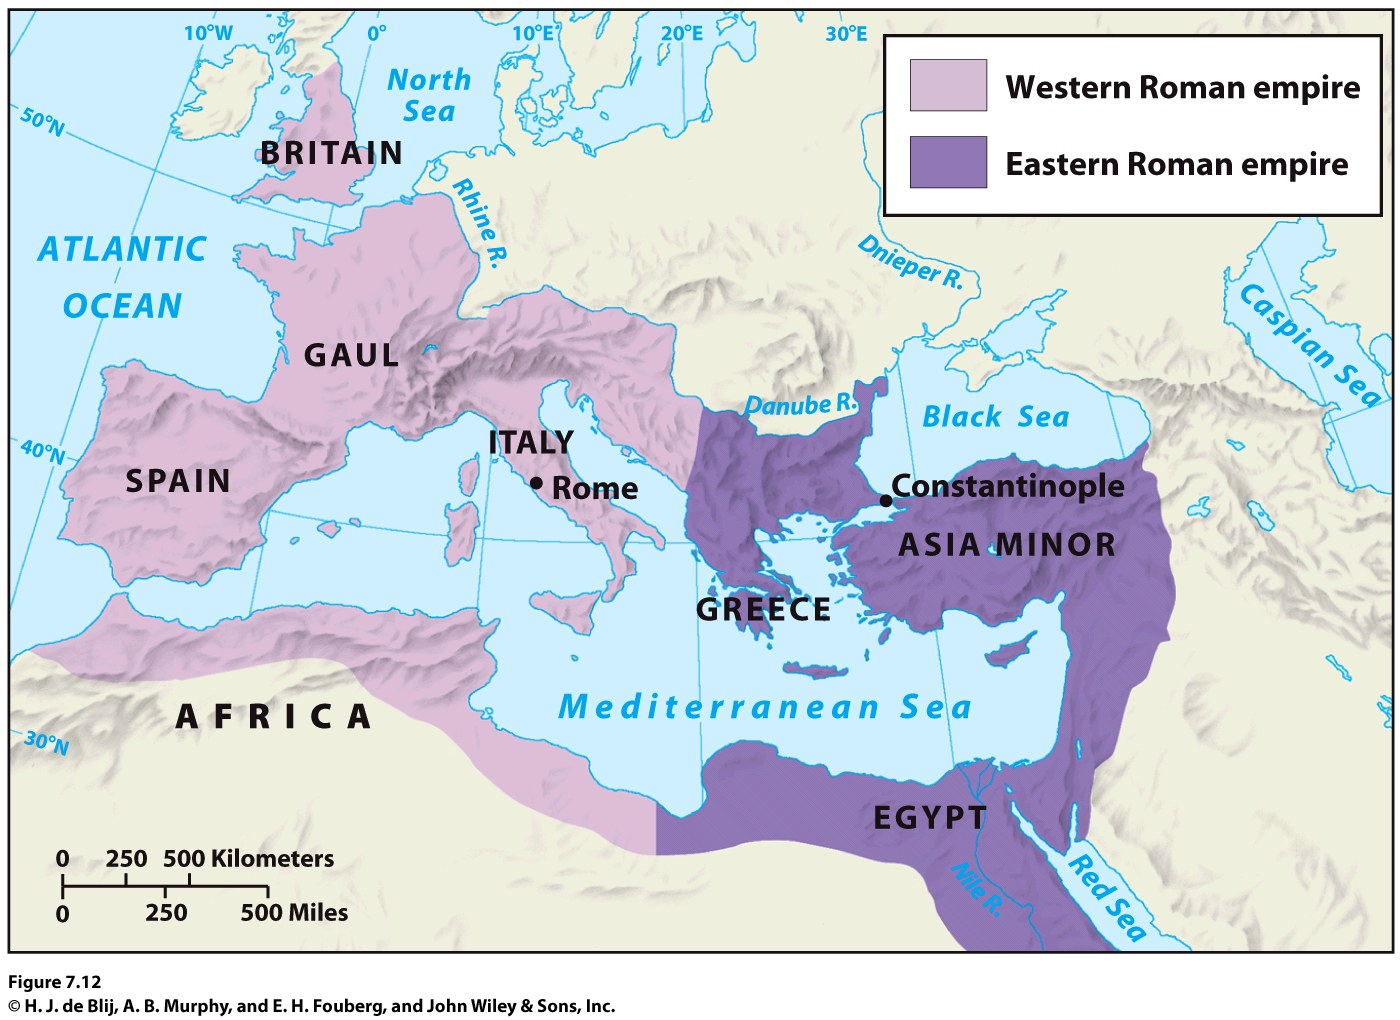 10°W
0°
10°E
20°E
30°E
Western Roman empire
Eastern Roman empire
North
Sea
50°N
BRITAIN
Rhine R.
ATLANTIC
OCEAN
Dnieper R.
Caspian Sea
GAUL
Danube R.
Black Sea
40°N
ITALY
SPAIN
Rome
Constantinople
ASIA MINOR
GREECE
Mediterranean Sea
AFRICA
30°N
EGYPT
Nile R.
Red Sea
0 250 500 Kilometers
0 250 500 Miles
Figure 7.12
© H. J. de Blij, A. B. Murphy, and E. H. Fouberg, and John Wiley & Sons, Inc.